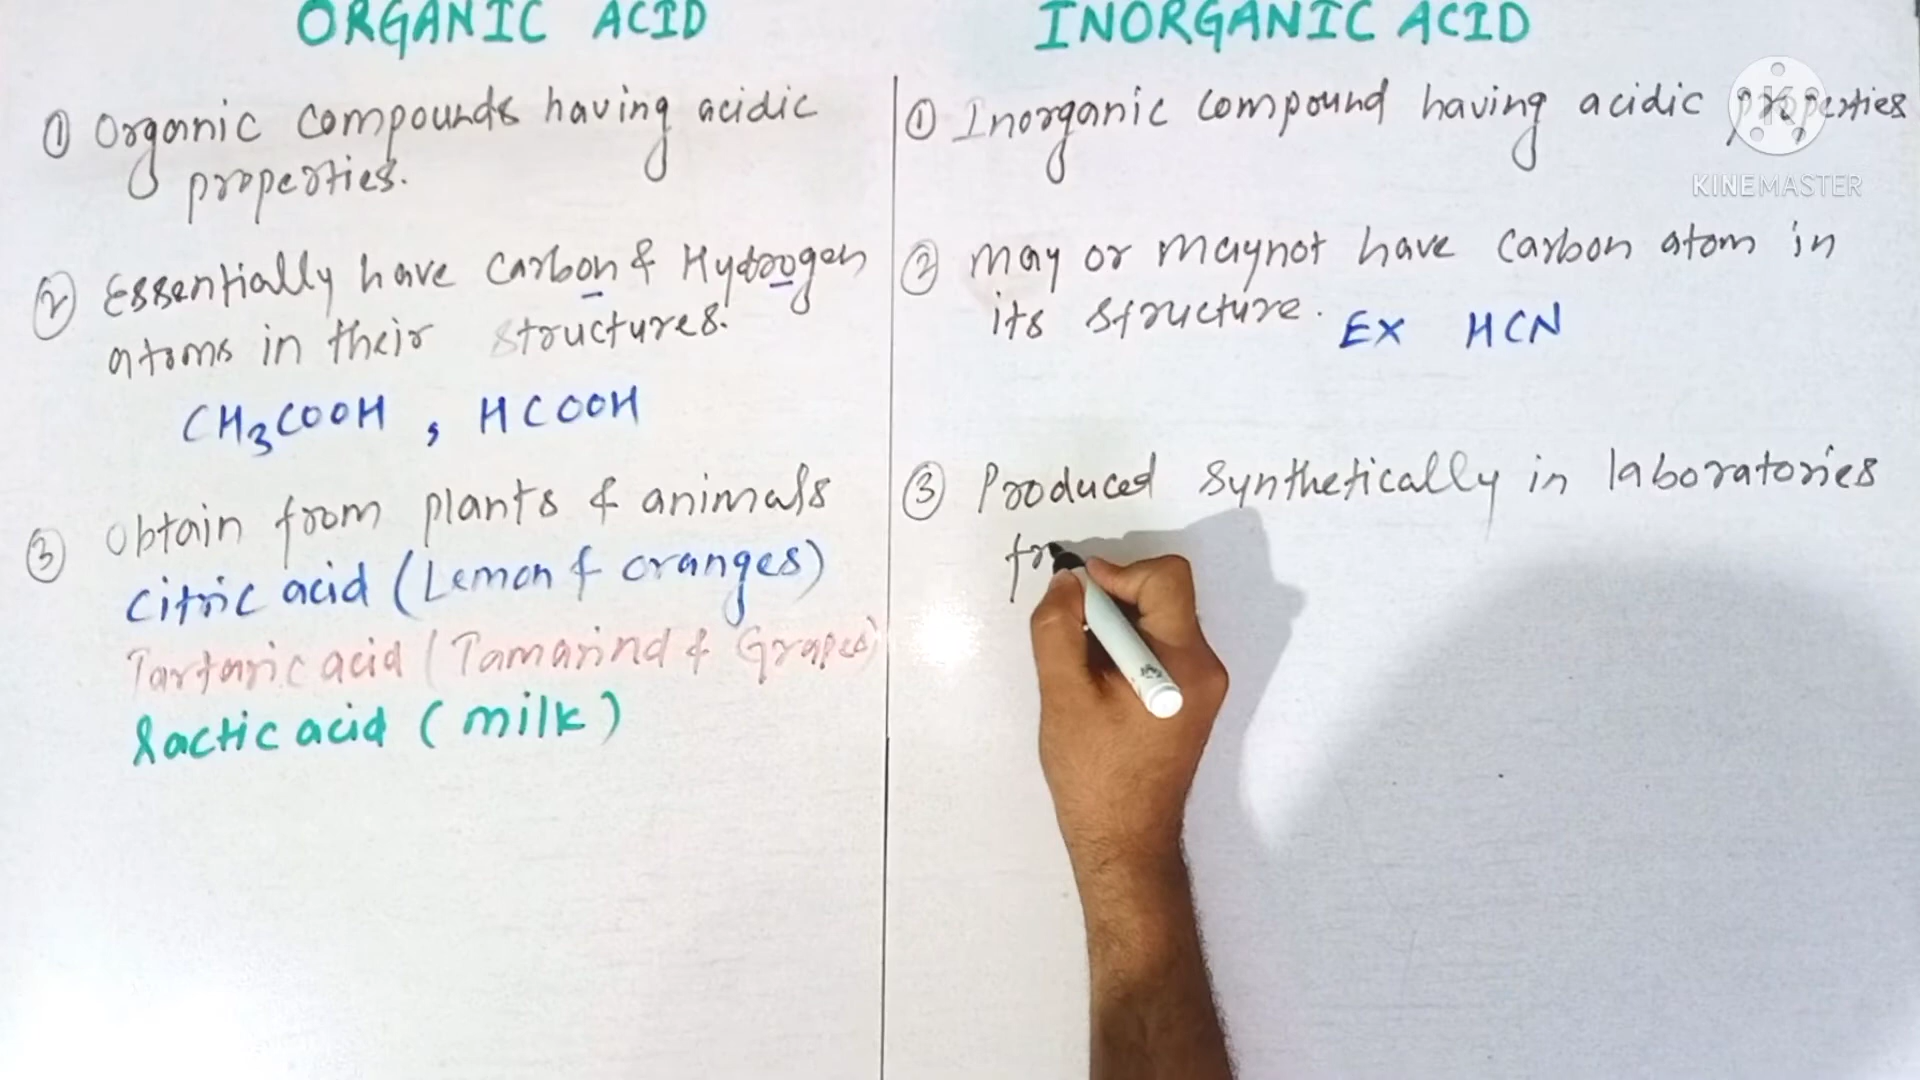 ORGANIC ACID
① Organic compounds having acidic
properties.
② Essentially have carbon & Hydrogen
atoms in their structures.
CH3COOH, HCOOH
③ Obtain from plants & animals
Citric acid (Lemon & oranges)
Tartaric acid (Tamarind & Grapes)
Lactic acid (milk)
INORGANIC ACID
① Inorganic compound having acidic properties
② May or maynot have carbon atom in
its structure. Ex HCN
③ Produced synthetically in laboratories
fr
KINEMASTER